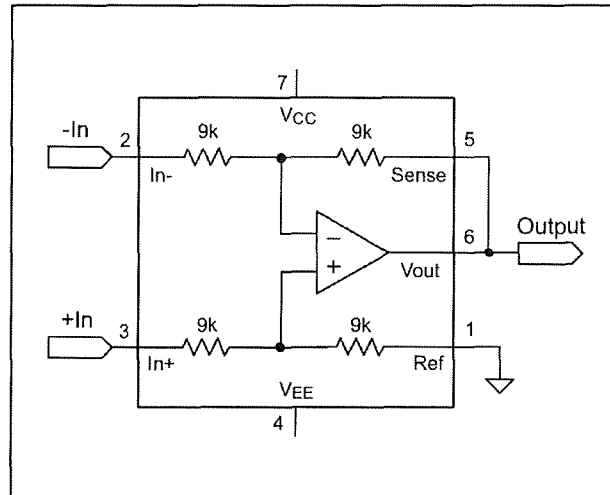 7
VCC
-In
2
9k
9k
5
In-
Sense
6
Output
Vout
+In
3
9k
9k
1
In+
Ref
VEE
4
−
+